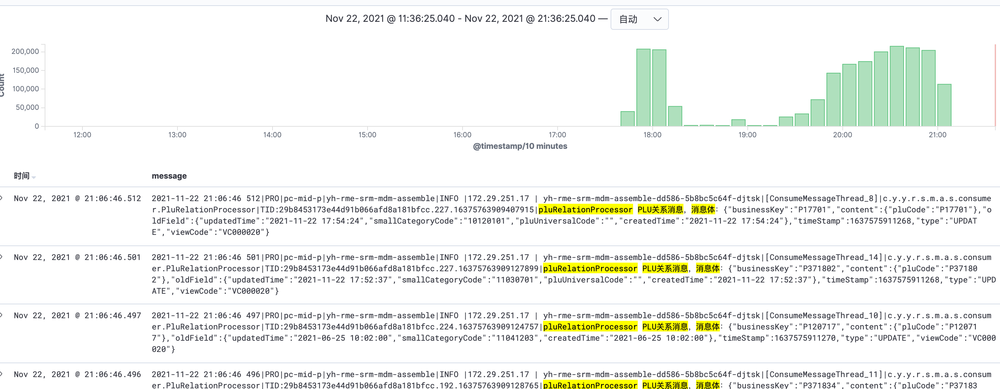 Nov 22, 2021 @ 11:36:25.040 - Nov 22, 2021 @ 21:36:25.040 — 自动
200,000
150,000
100,000
50,000
0
Count
12:00 13:00 14:00 15:00 16:00 17:00 18:00 19:00 20:00 21:00
@timestamp/10 minutes
时间 message
Nov 22, 2021 @ 21:06:46.512 2021-11-22 21:06:46 512|PRO|pc-mid-p|yh-rme-srm-mdm-assemble|INFO |172.29.251.17 | yh-rme-srm-mdm-assemble-dd586-5b8bc5c64f-djtsk|[ConsumeMessageThread_8]|c.y.y.r.s.m.a.s.consume
r.PluRelationProcessor|TID:29b8453173e44d91b066afd8a181bfcc.227.16375763909407915|pluRelationProcessor PLU关系消息, 消息体: {"businessKey":"P17701","content":{"pluCode":"P17701"},"o
ldField":{"updatedTime":"2021-11-22 17:54:24","smallCategoryCode":"10120101","pluUniversalCode":"","createdTime":"2021-11-22 17:54:24"},"timeStamp":1637575911268,"type":"UPDAT
E","viewCode":"VC000020"}
Nov 22, 2021 @ 21:06:46.501 2021-11-22 21:06:46 501|PRO|pc-mid-p|yh-rme-srm-mdm-assemble|INFO |172.29.251.17 | yh-rme-srm-mdm-assemble-dd586-5b8bc5c64f-djtsk|[ConsumeMessageThread_14]|c.y.y.r.s.m.a.s.consum
er.PluRelationProcessor|TID:29b8453173e44d91b066afd8a181bfcc.227.16375763909127899|pluRelationProcessor PLU关系消息, 消息体: {"businessKey":"P371802","content":{"pluCode":"P37180
2"},"oldField":{"updatedTime":"2021-11-22 17:52:37","smallCategoryCode":"11030701","pluUniversalCode":"","createdTime":"2021-11-22 17:52:37"},"timeStamp":1637575911268,"type":"UPD
ATE","viewCode":"VC000020"}
Nov 22, 2021 @ 21:06:46.497 2021-11-22 21:06:46 497|PRO|pc-mid-p|yh-rme-srm-mdm-assemble|INFO |172.29.251.17 | yh-rme-srm-mdm-assemble-dd586-5b8bc5c64f-djtsk|[ConsumeMessageThread_10]|c.y.y.r.s.m.a.s.consum
er.PluRelationProcessor|TID:29b8453173e44d91b066afd8a181bfcc.224.16375763909124757|pluRelationProcessor PLU关系消息, 消息体: {"businessKey":"P120717","content":{"pluCode":"P12071
7"},"oldField":{"updatedTime":"2021-06-25 10:02:00","smallCategoryCode":"11041203","createdTime":"2021-06-25 10:02:00"},"timeStamp":1637575911270,"type":"UPDATE","viewCode":"VC000
020"}
Nov 22, 2021 @ 21:06:46.496 2021-11-22 21:06:46 496|PRO|pc-mid-p|yh-rme-srm-mdm-assemble|INFO |172.29.251.17 | yh-rme-srm-mdm-assemble-dd586-5b8bc5c64f-djtsk|[ConsumeMessageThread_11]|c.y.y.r.s.m.a.s.consum
er.PluRelationProcessor|TID:29b8453173e44d91b066afd8a181bfcc.192.16375763909128765|pluRelationProcessor PLU关系消息, 消息体: {"businessKey":"P371834","content":{"pluCode":"P37183